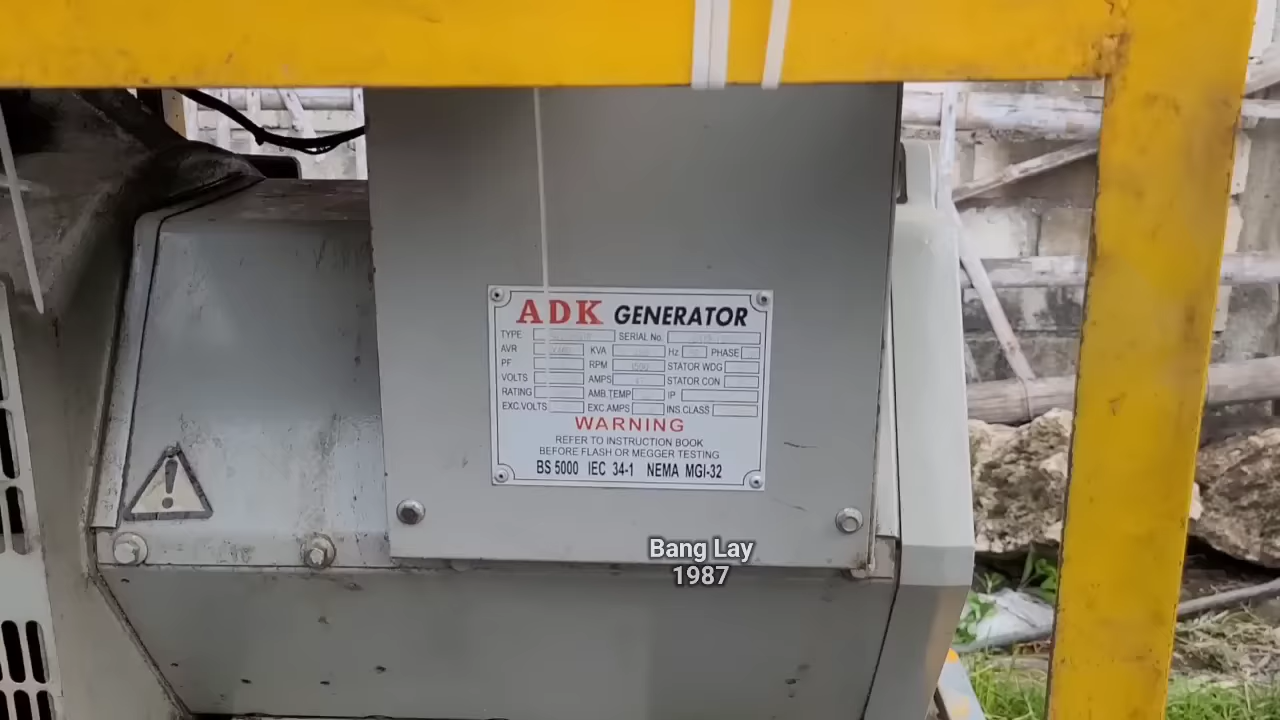 ADK GENERATOR
TYPE SERIAL No.
AVR KVA Hz PHASE
PF RPM 1500 STATOR WDG
VOLTS AMPS STATOR CON
RATING AMB.TEMP IP
EXC.VOLTS EXC.AMPS INS.CLASS
WARNING
REFER TO INSTRUCTION BOOK
BEFORE FLASH OR MEGGER TESTING
BS 5000 IEC 34-1 NEMA MGI-32
Bang Lay
1987